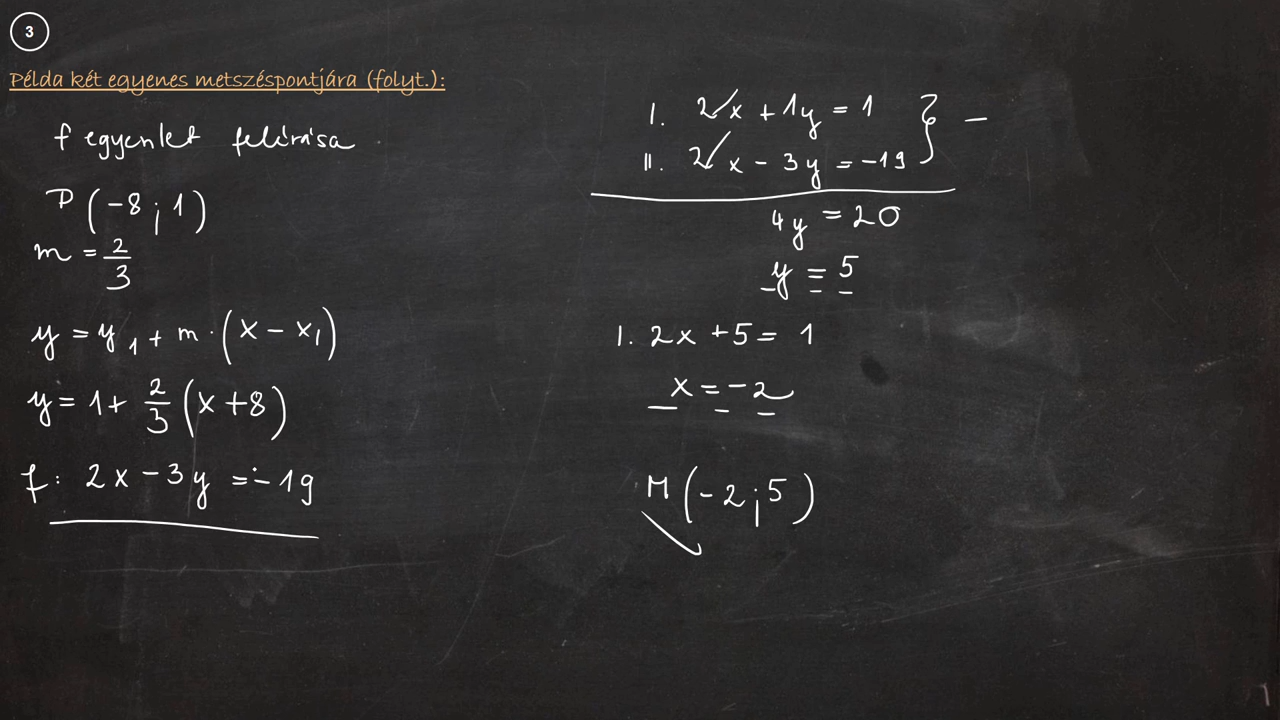 3
Példa két egyenes metszéspontjára (folyt.):
f egyenlet felírása
P(-8;1)
m = 2/3
y = y₁ + m · (x - x₁)
y = 1 + 2/3 (x + 8)
f: 2x - 3y = -19
I. 2x + 1y = 1 } -
II. 2x - 3y = -19
4y = 20
y = 5
I. 2x + 5 = 1
x = -2
M(-2;5)